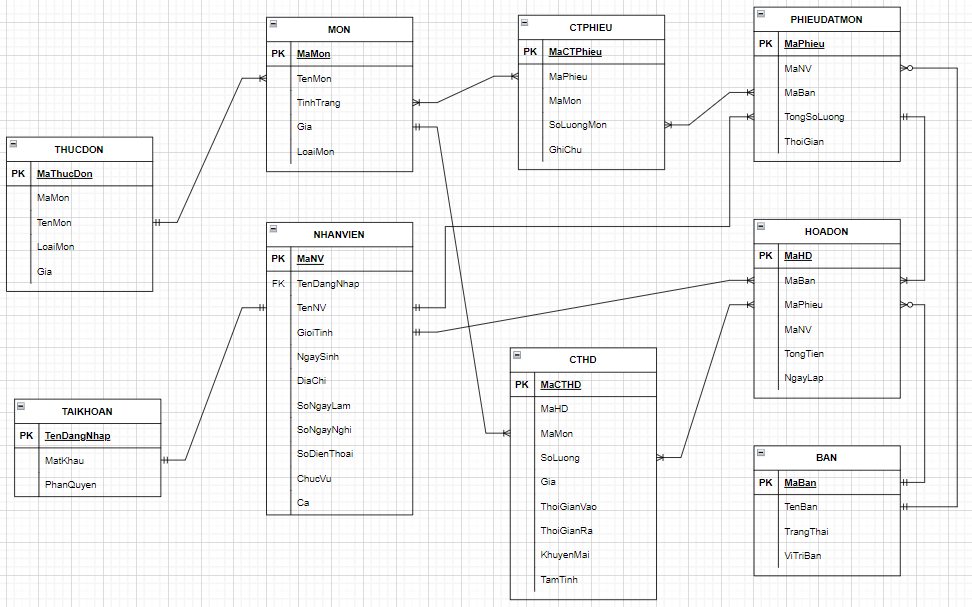 MON
PK MaMon
TenMon
TinhTrang
Gia
LoaiMon
CTPHIEU
PK MaCTPhieu
MaPhieu
MaMon
SoLuongMon
GhiChu
PHIEUDATMON
PK MaPhieu
MaNV
MaBan
TongSoLuong
ThoiGian
THUCDON
PK MaThucDon
MaMon
TenMon
LoaiMon
Gia
NHANVIEN
PK MaNV
FK TenDangNhap
TenNV
GioiTinh
NgaySinh
DiaChi
SoNgayLam
SoNgayNghi
SoDienThoai
ChucVu
Ca
HOADON
PK MaHD
MaBan
MaPhieu
MaNV
TongTien
NgayLap
CTHD
PK MaCTHD
MaHD
MaMon
SoLuong
Gia
ThoiGianVao
ThoiGianRa
KhuyenMai
TamTinh
TAIKHOAN
PK TenDangNhap
MatKhau
PhanQuyen
BAN
PK MaBan
TenBan
TrangThai
ViTriBan